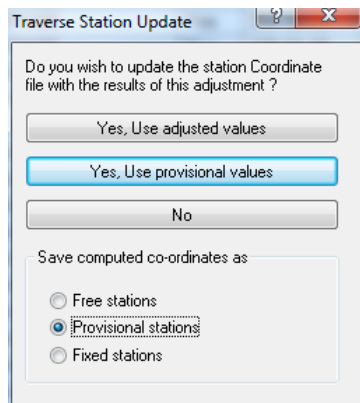 Traverse Station Update
Do you wish to update the station Coordinate
file with the results of this adjustment ?
Yes, Use adjusted values
Yes, Use provisional values
No
Save computed co-ordinates as
Free stations
Provisional stations
Fixed stations